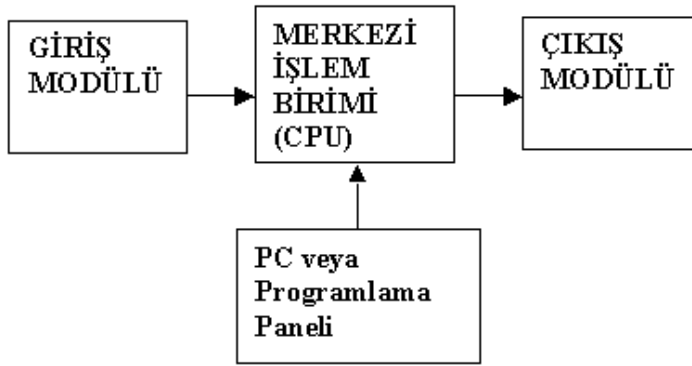 GİRİŞ
MODÜLÜ
MERKEZİ
İŞLEM
BİRİMİ
(CPU)
ÇIKIŞ
MODÜLÜ
PC veya
Programlama
Paneli